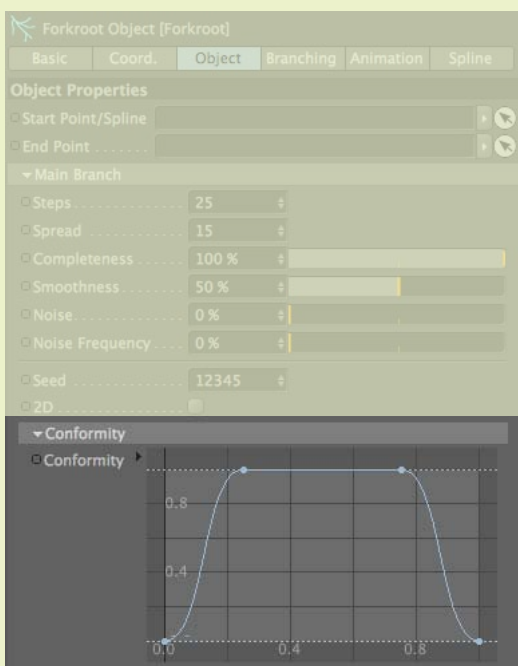 Forkroot Object [Forkroot]
Basic Coord. Object Branching Animation Spline
Object Properties
Start Point/Spline
End Point . . . . . . .
Main Branch
Steps . . . . . . . . . . . . . 25
Spread . . . . . . . . . . . . 15
Completeness . . . . . 100 %
Smoothness . . . . . . . 50 %
Noise . . . . . . . . . . . . . 0 %
Noise Frequency . . . . 0 %
Seed . . . . . . . . . . . . . . 12345
2D . . . . . . . . . . . . . . . .
Conformity
Conformity
0.8
0.4
0.0 0.4 0.8